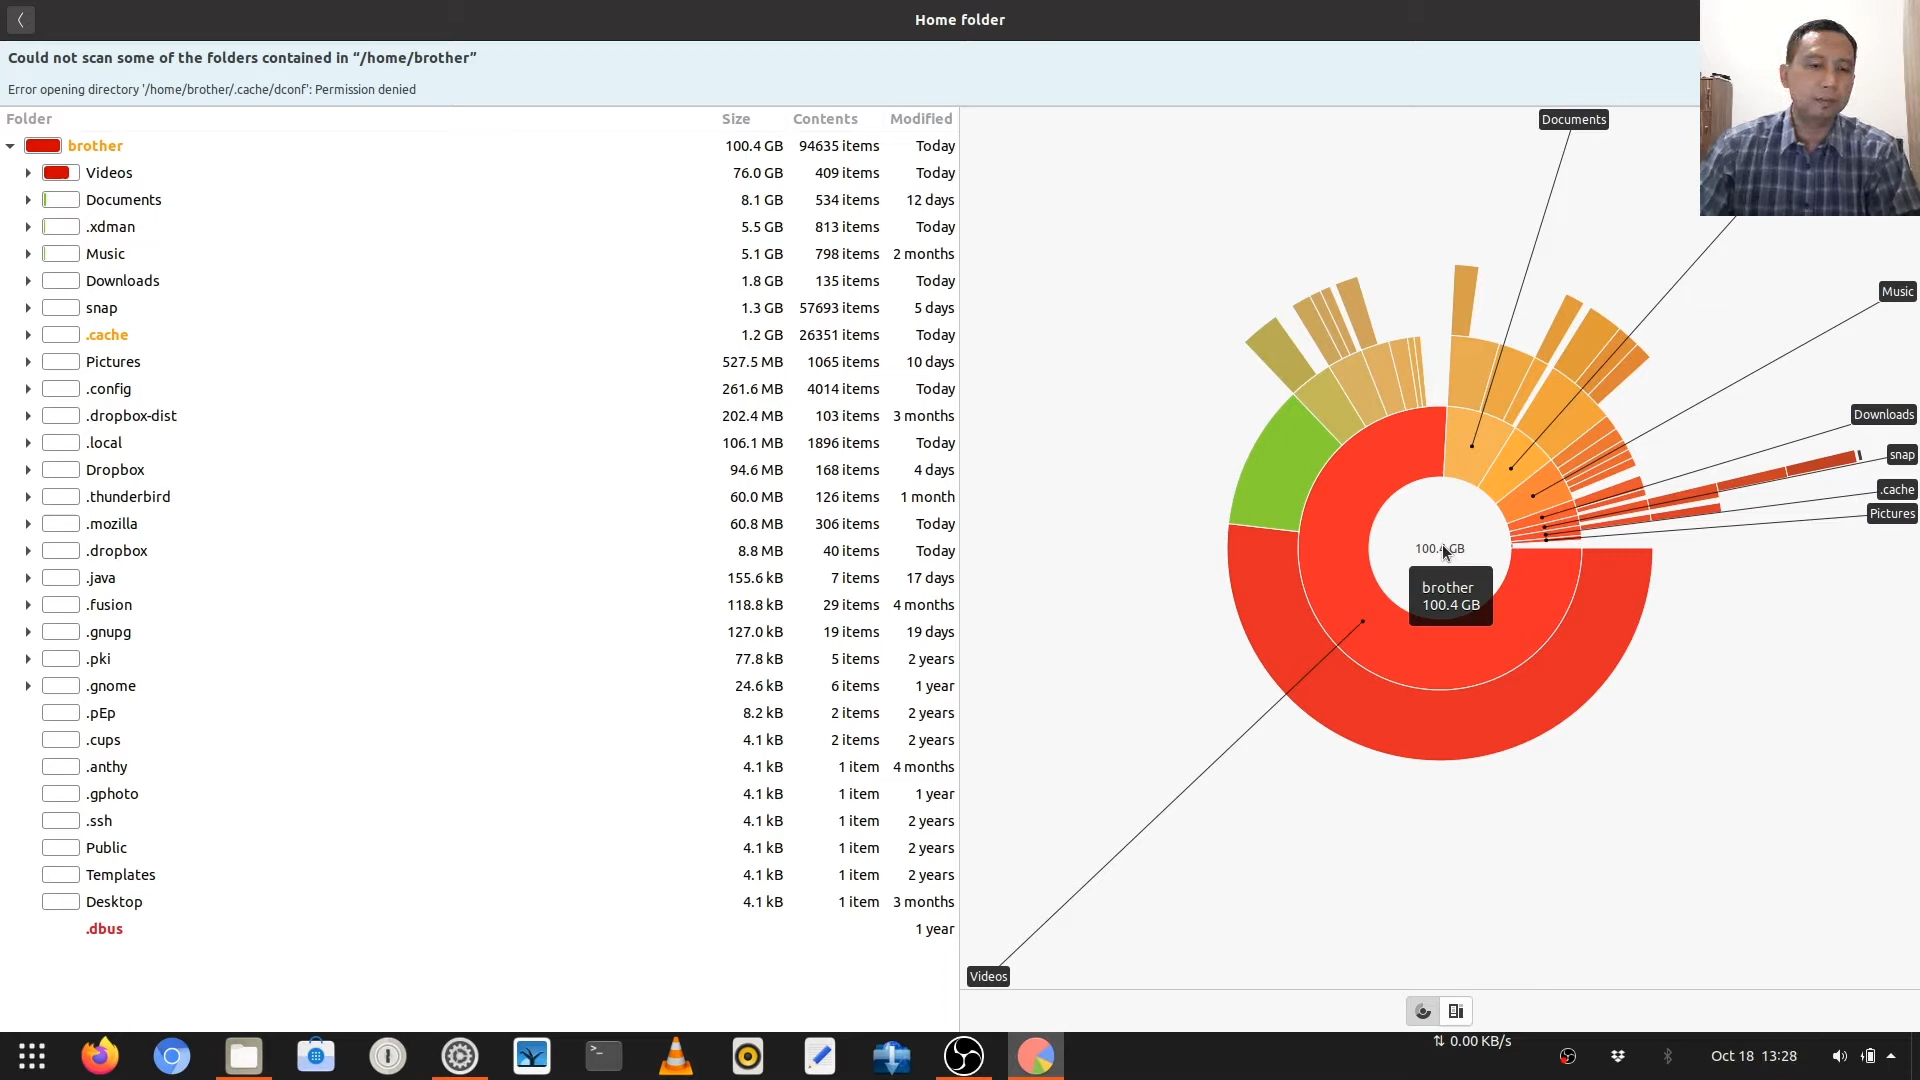 Home folder
Could not scan some of the folders contained in “/home/brother”
Error opening directory '/home/brother/.cache/dconf': Permission denied
Folder Size Contents Modified
brother 100.4 GB 94635 items Today
Videos 76.0 GB 409 items Today
Documents 8.1 GB 534 items 12 days
.xdman 5.5 GB 813 items Today
Music 5.1 GB 798 items 2 months
Downloads 1.8 GB 135 items Today
snap 1.3 GB 57693 items 5 days
.cache 1.2 GB 26351 items Today
Pictures 527.5 MB 1065 items 10 days
.config 261.6 MB 4014 items Today
.dropbox-dist 202.4 MB 103 items 3 months
.local 106.1 MB 1896 items Today
Dropbox 94.6 MB 168 items 4 days
.thunderbird 60.0 MB 126 items 1 month
.mozilla 60.8 MB 306 items Today
.dropbox 8.8 MB 40 items Today
.java 155.6 kB 7 items 17 days
.fusion 118.8 kB 29 items 4 months
.gnupg 127.0 kB 19 items 19 days
.pki 77.8 kB 5 items 2 years
.gnome 24.6 kB 6 items 1 year
.pEp 8.2 kB 2 items 2 years
.cups 4.1 kB 2 items 2 years
.anthy 4.1 kB 1 item 4 months
.gphoto 4.1 kB 1 item 1 year
.ssh 4.1 kB 1 item 2 years
Public 4.1 kB 1 item 2 years
Templates 4.1 kB 1 item 2 years
Desktop 4.1 kB 1 item 3 months
.dbus 1 year
Documents
Music
Downloads
snap
.cache
Pictures
100.4 GB
brother
100.4 GB
Videos
0.00 KB/s
Oct 18 13:28